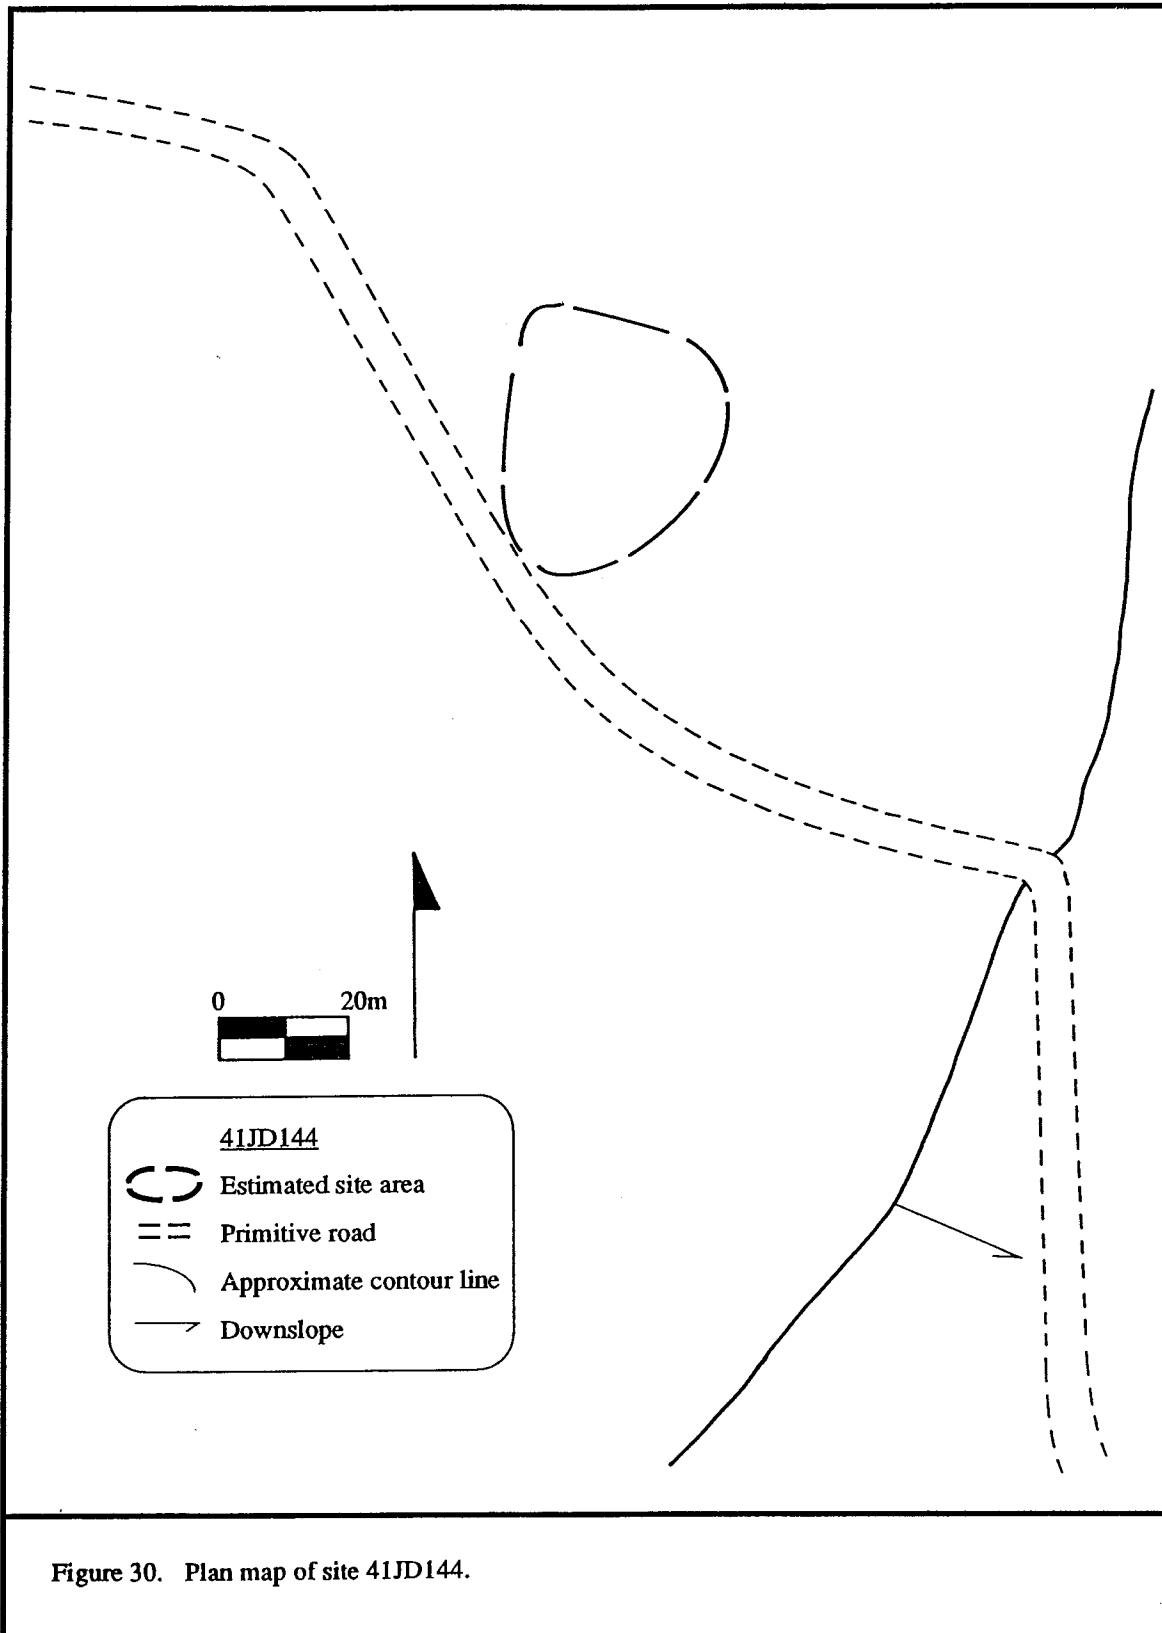 0 20m
41JD144
Estimated site area
Primitive road
Approximate contour line
Downslope
Figure 30. Plan map of site 41JD144.